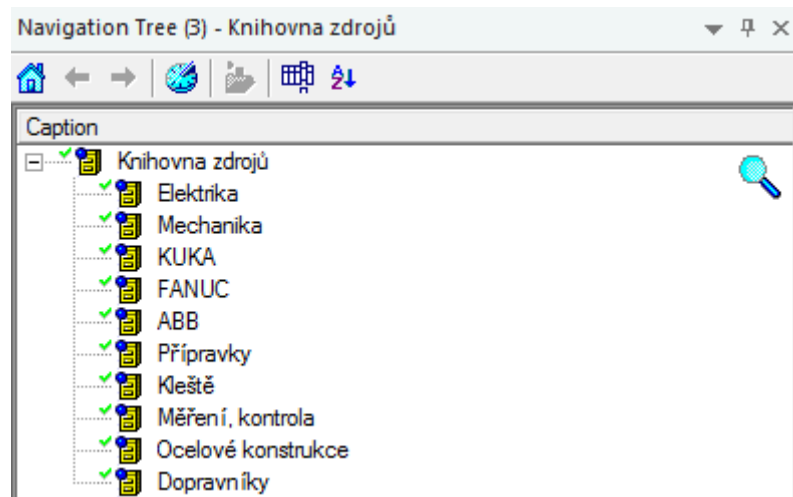 Navigation Tree (3) - Knihovna zdrojů
Caption
Knihovna zdrojů
Elektrika
Mechanika
KUKA
FANUC
ABB
Přípravky
Kleště
Měření, kontrola
Ocelové konstrukce
Dopravníky